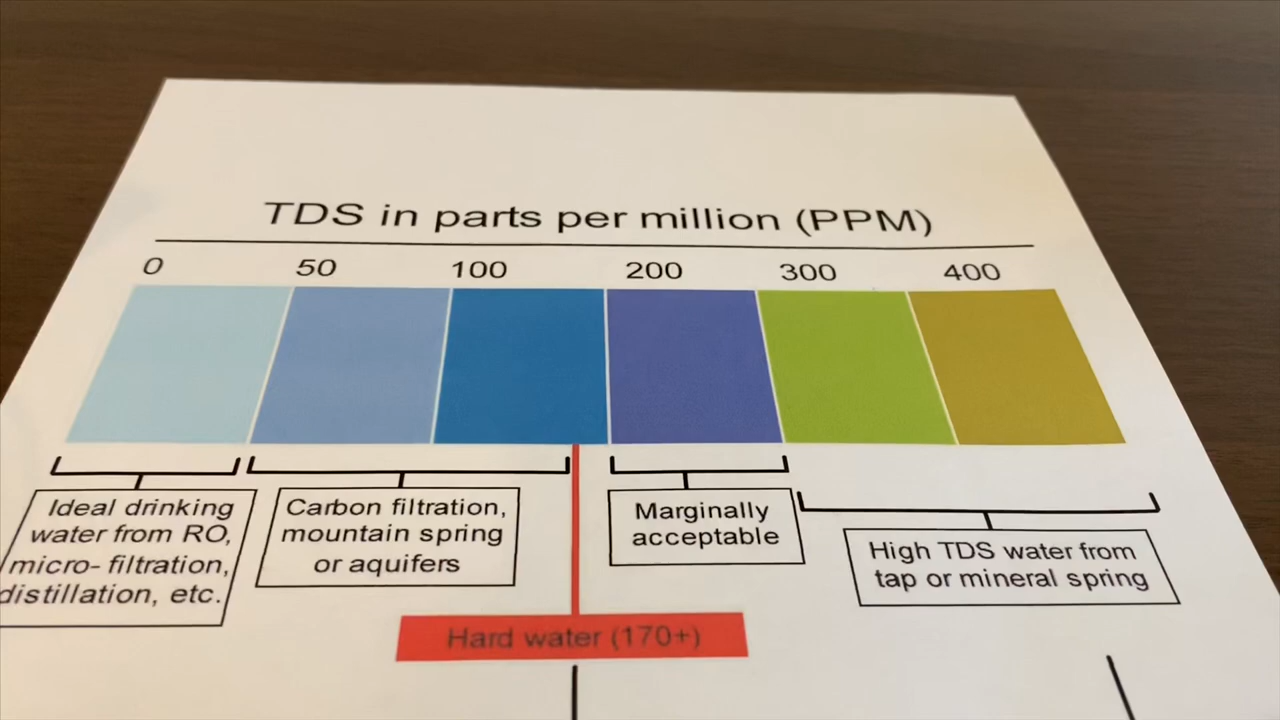 TDS in parts per million (PPM)
0 50 100 200 300 400
Ideal drinking
water from RO,
micro- filtration,
distillation, etc.
Carbon filtration,
mountain spring
or aquifers
Marginally
acceptable
High TDS water from
tap or mineral spring
Hard water (170+)